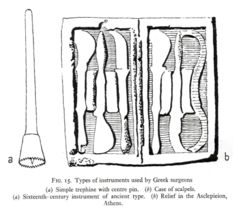 a
b
FIG. 15. Types of instruments used by Greek surgeons
(a) Simple trephine with centre pin. (b) Case of scalpels.
(a) Sixteenth-century instrument of ancient type. (b) Relief in the Asclepieion,
Athens.